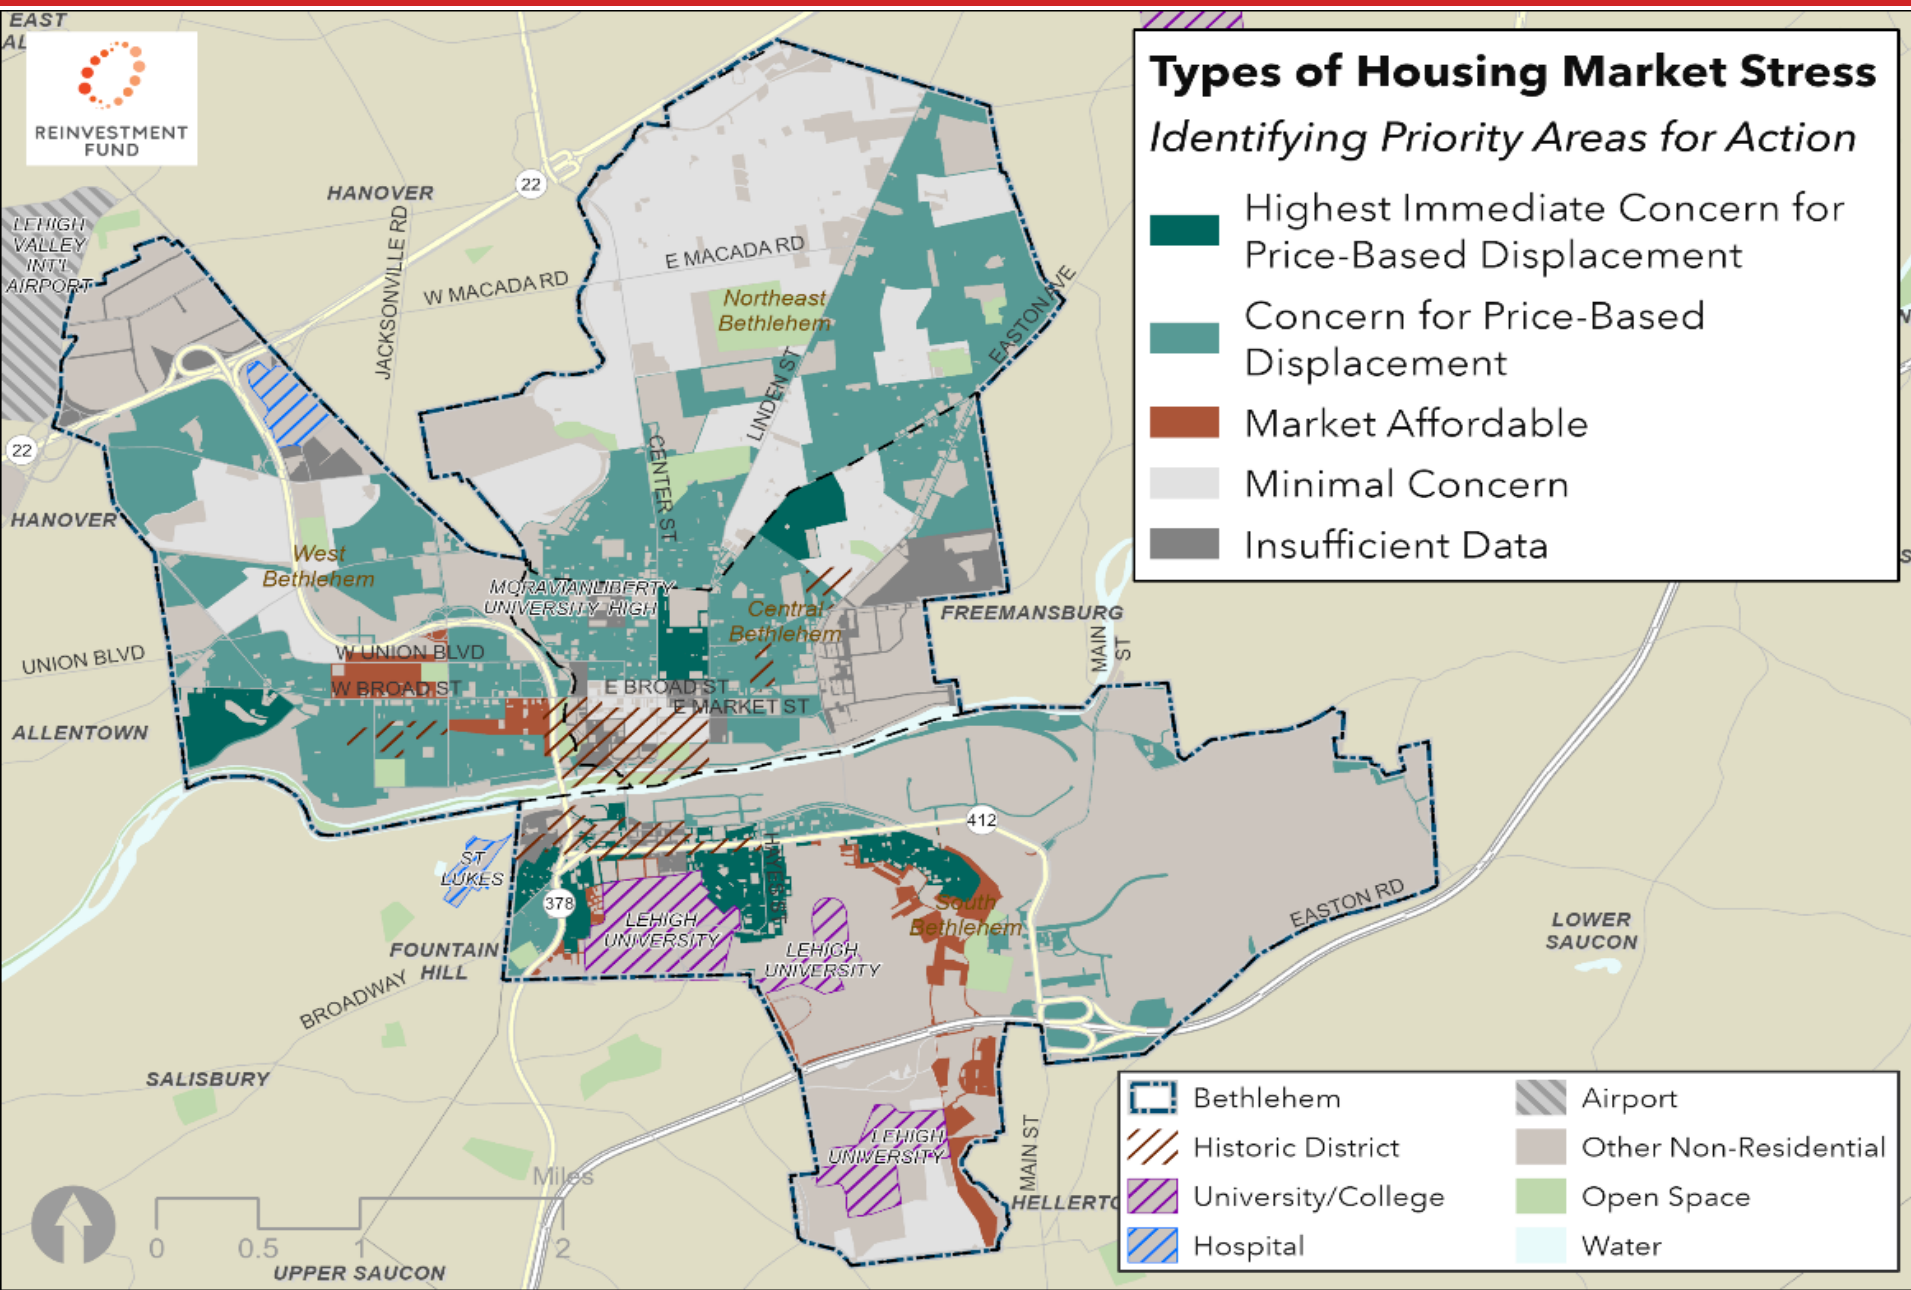 EAST
AL
REINVESTMENT
FUND
Types of Housing Market Stress
Identifying Priority Areas for Action
Highest Immediate Concern for
Price-Based Displacement
Concern for Price-Based
Displacement
Market Affordable
Minimal Concern
Insufficient Data
HANOVER
22
LEHIGH
VALLEY
INT'L
AIRPORT
JACKSONVILLE RD
W MACADA RD
E MACADA RD
Northeast
Bethlehem
EASTON AVE
LINDEN ST
CENTER ST
22
HANOVER
West
Bethlehem
MORAVIAN
UNIVERSITY
LIBERTY
HIGH
Central
Bethlehem
FREEMANSBURG
MAIN
ST
UNION BLVD
W UNION BLVD
W BROAD ST
E BROAD ST
E MARKET ST
ALLENTOWN
412
ST
LUKES
378
HAYES ST
LEHIGH
UNIVERSITY
LEHIGH
UNIVERSITY
South
Bethlehem
EASTON RD
LOWER
SAUCON
FOUNTAIN
HILL
BROADWAY
SALISBURY
LEHIGH
UNIVERSITY
MAIN ST
HELLERTO
Miles
0
0.5
1
2
UPPER SAUCON
Bethlehem
Historic District
University/College
Hospital
Airport
Other Non-Residential
Open Space
Water